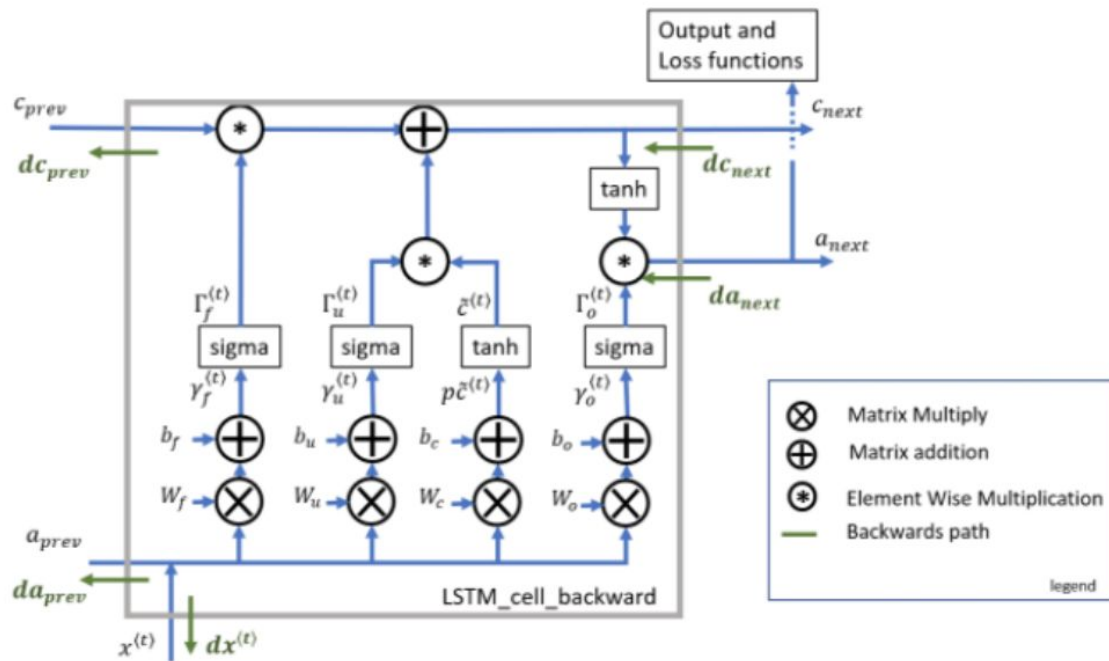 Output and
Loss functions
c_prev
c_next
*
+
dc_prev
dc_next
tanh
*
*
a_next
da_next
Γ_f^⟨t⟩
Γ_u^⟨t⟩
c̃^⟨t⟩
Γ_o^⟨t⟩
sigma
sigma
tanh
sigma
γ_f^⟨t⟩
γ_u^⟨t⟩
pc̃^⟨t⟩
γ_o^⟨t⟩
b_f
+
b_u
+
b_c
+
b_o
+
W_f
×
W_u
×
W_c
×
W_o
×
a_prev
da_prev
LSTM_cell_backward
x^⟨t⟩
dx^⟨t⟩
× Matrix Multiply
+ Matrix addition
* Element Wise Multiplication
Backwards path
legend